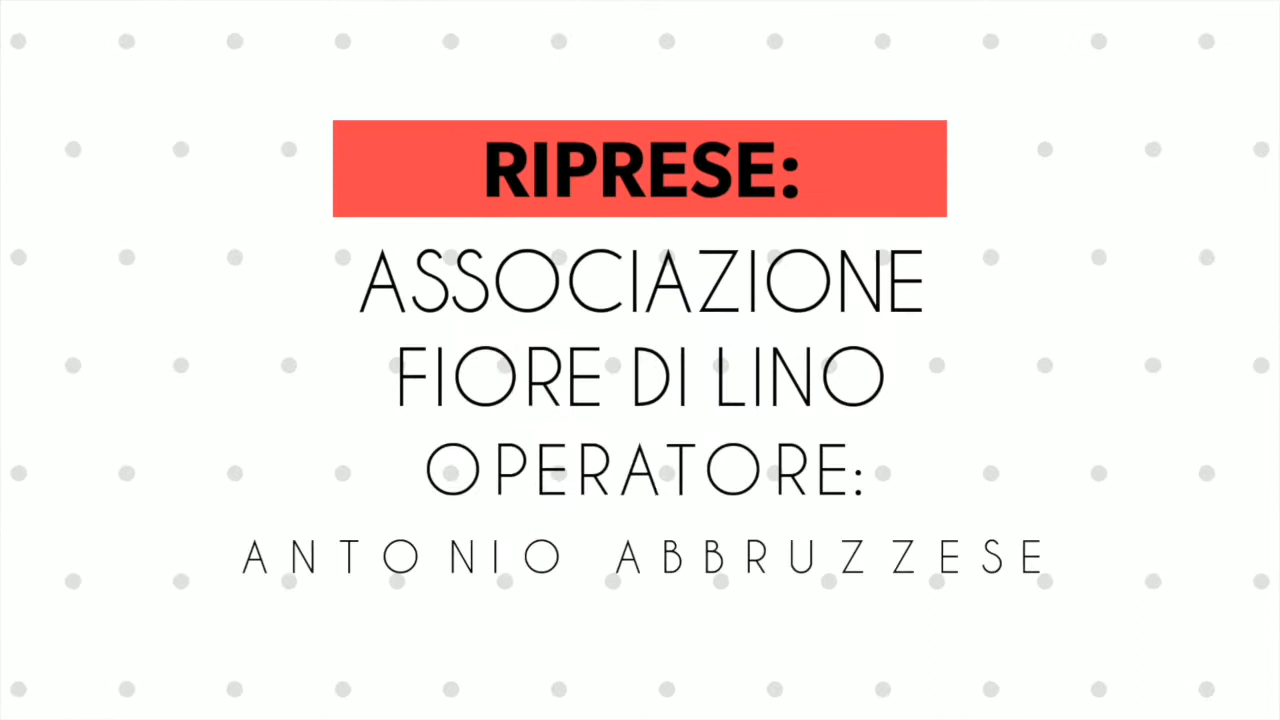 RIPRESE:
ASSOCIAZIONE
FIORE DI LINO
OPERATORE:
ANTONIO ABBRUZZESE